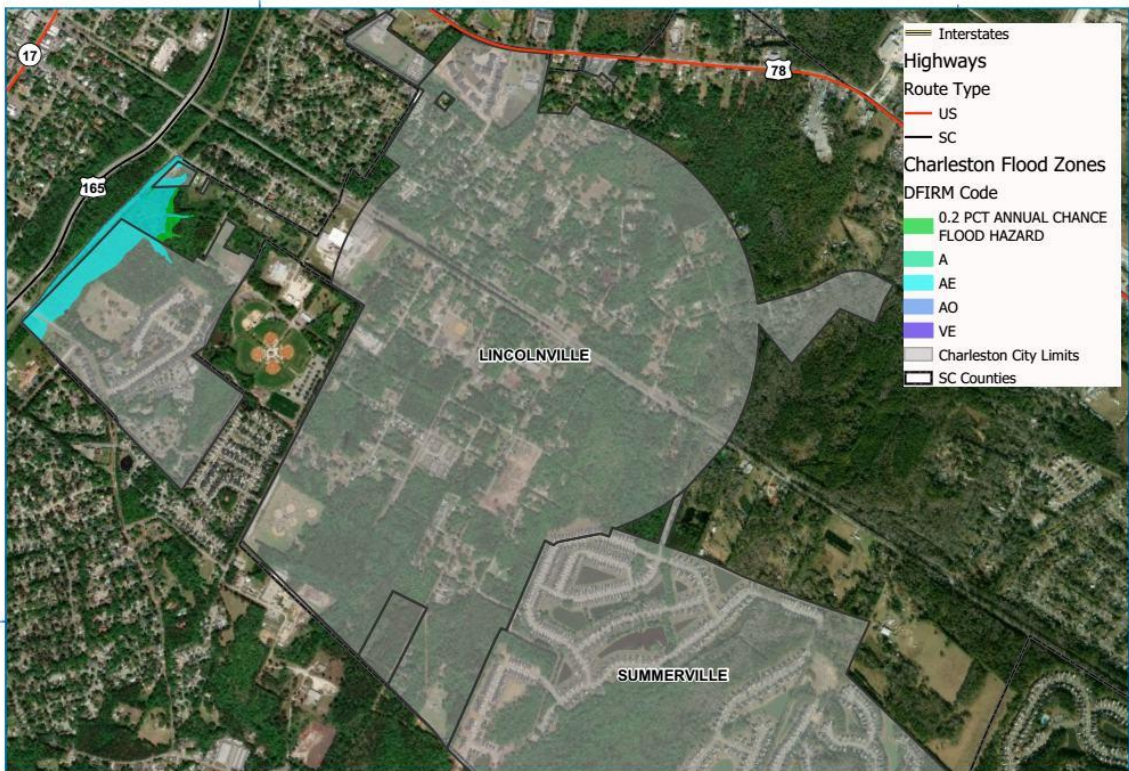 17
165
78
LINCOLNVILLE
SUMMERVILLE
Interstates
Highways
Route Type
US
SC
Charleston Flood Zones
DFIRM Code
0.2 PCT ANNUAL CHANCE
FLOOD HAZARD
A
AE
AO
VE
Charleston City Limits
SC Counties